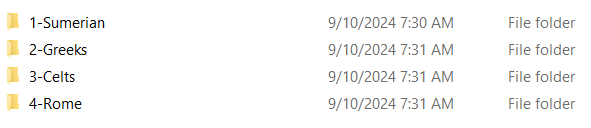 1-Sumerian 9/10/2024 7:30 AM File folder
2-Greeks 9/10/2024 7:31 AM File folder
3-Celts 9/10/2024 7:31 AM File folder
4-Rome 9/10/2024 7:31 AM File folder